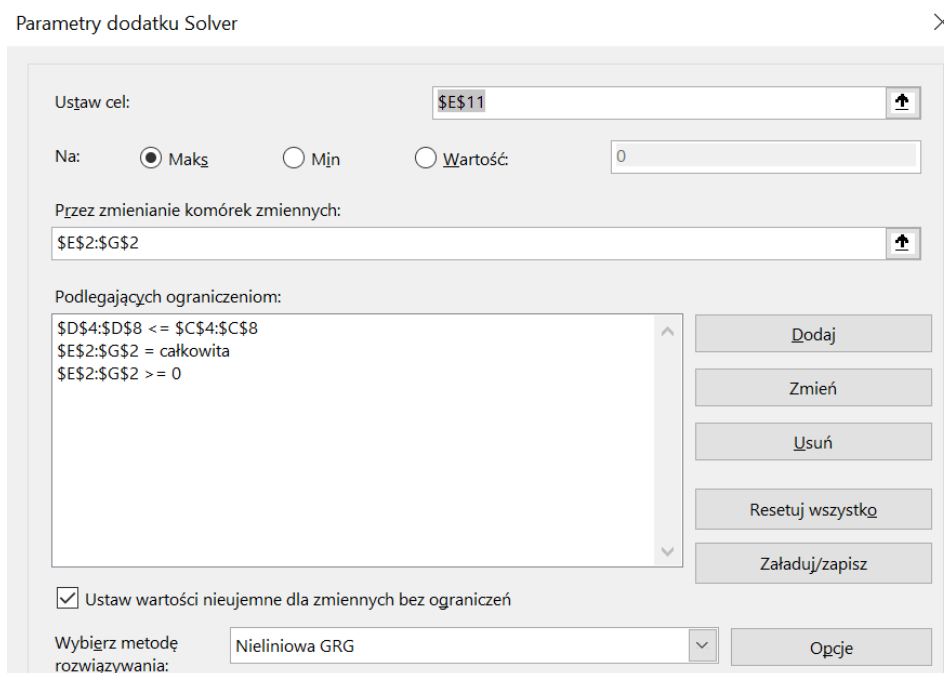 Parametry dodatku Solver
Ustaw cel:
$E$11
Na:
Maks
Min
Wartość:
0
Przez zmienianie komórek zmiennych:
$E$2:$G$2
Podlegających ograniczeniom:
$D$4:$D$8 <= $C$4:$C$8
$E$2:$G$2 = całkowita
$E$2:$G$2 >= 0
Dodaj
Zmień
Usuń
Resetuj wszystko
Załaduj/zapisz
Ustaw wartości nieujemne dla zmiennych bez ograniczeń
Wybierz metodę
rozwiązywania:
Nieliniowa GRG
Opcje